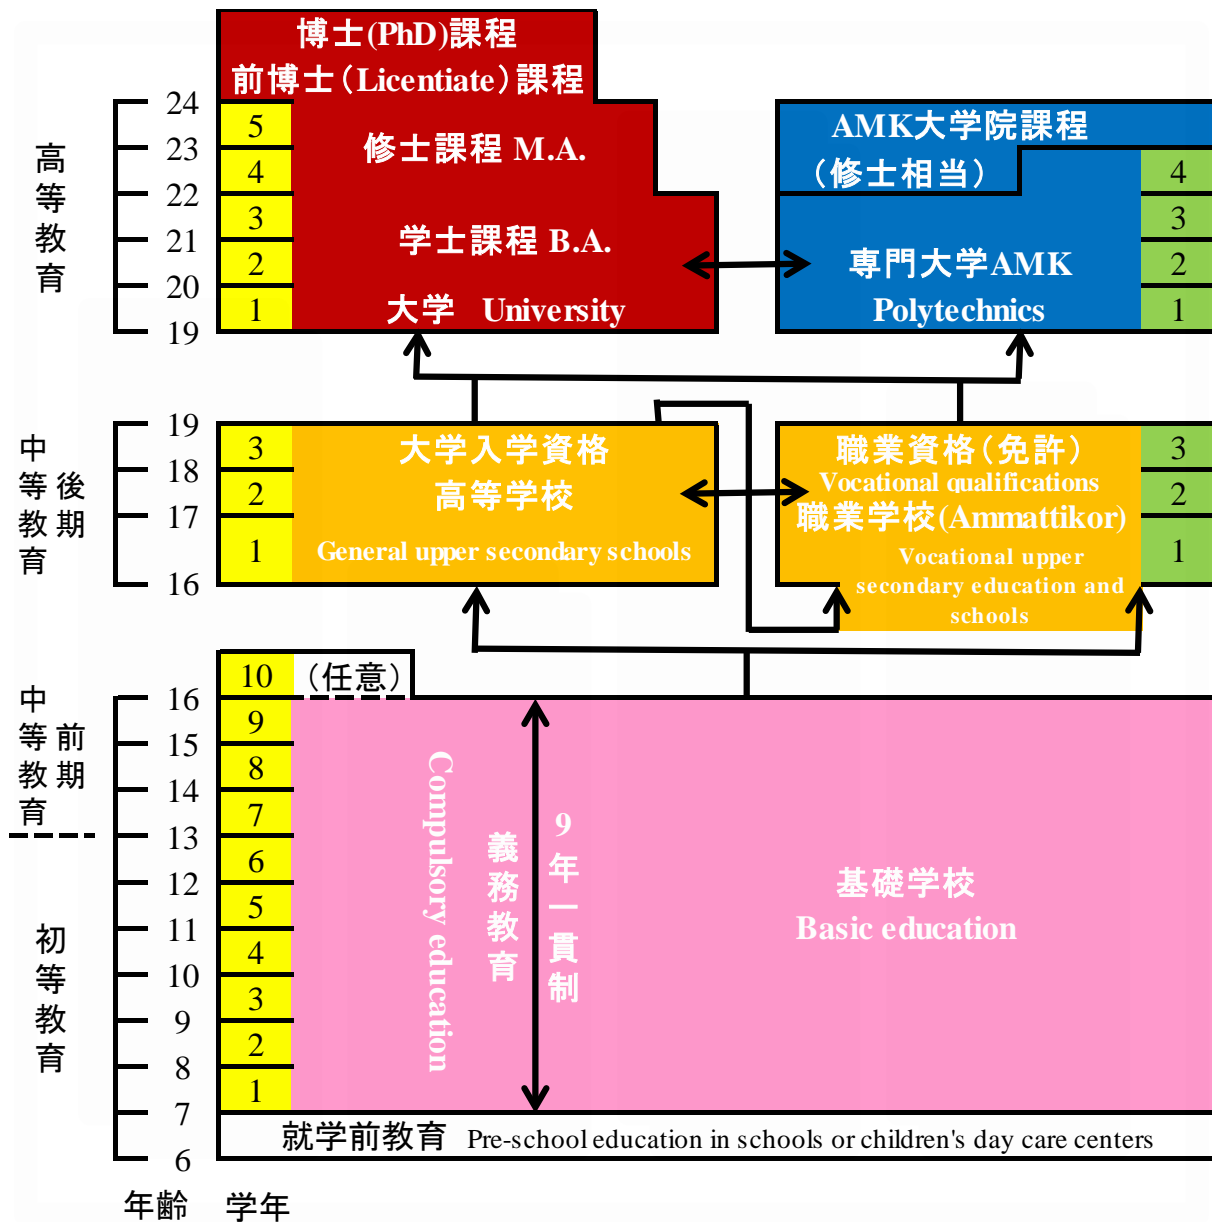 博士(PhD)課程
前博士(Licentiate)課程
24
5
修士課程 M.A.
AMK大学院課程
(修士相当)
23
4
4
22
3
学士課程 B.A.
3
21
2
専門大学AMK
2
20
1
大学 University
Polytechnics
1
19
高等教育
19
3
大学入学資格
職業資格(免許)
3
18
2
高等学校
Vocational qualifications
2
17
職業学校(Ammattikor)
1
General upper secondary schools
Vocational upper
secondary education and
schools
1
16
中等教育
後期
10
(任意)
16
9
15
8
14
7
13
中等教育
前期
6
12
5
11
4
10
3
9
2
8
1
7
初等教育
Compulsory education
義務教育
9年一貫制
基礎学校
Basic education
就学前教育 Pre-school education in schools or children's day care centers
6
年齢 学年